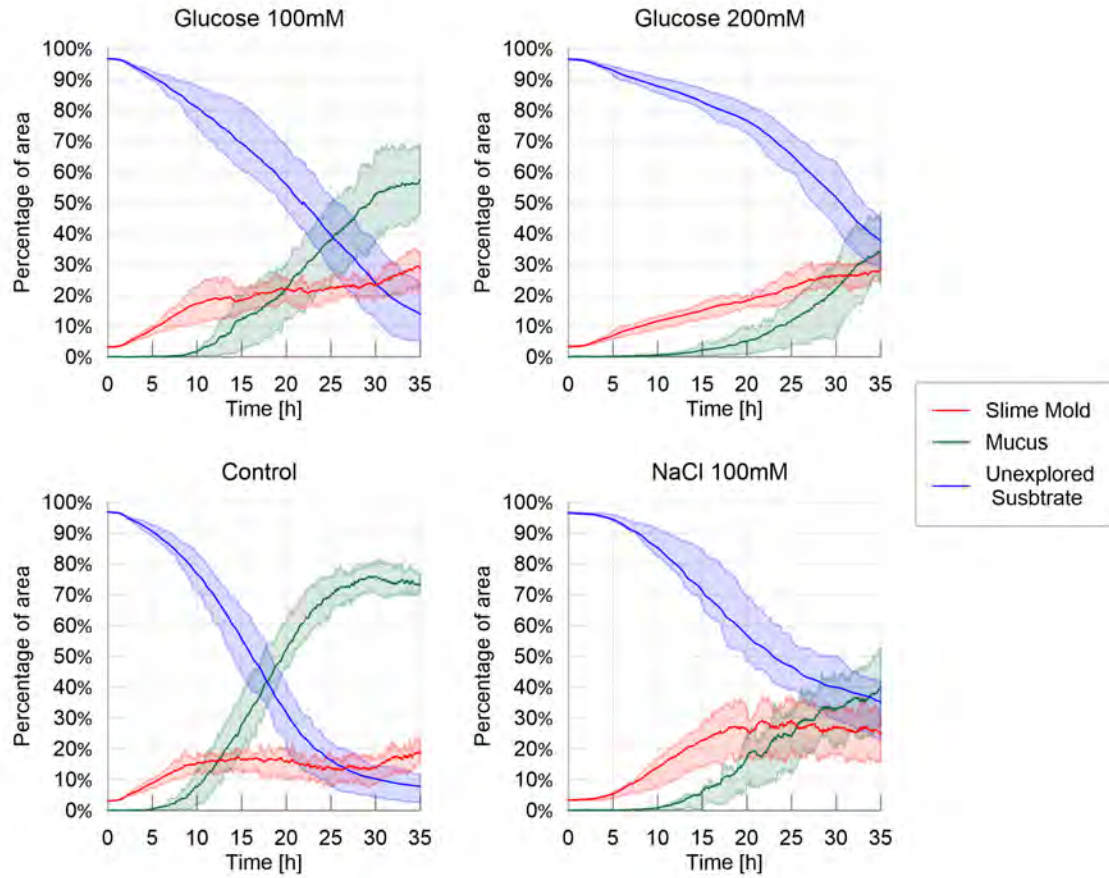 Glucose 100mM
Glucose 200mM
100%
90%
80%
70%
60%
50%
40%
30%
20%
10%
0%
Percentage of area
0 5 10 15 20 25 30 35
Time [h]
100%
90%
80%
70%
60%
50%
40%
30%
20%
10%
0%
Percentage of area
0 5 10 15 20 25 30 35
Time [h]
Slime Mold
Mucus
Unexplored
Susbtrate
Control
NaCl 100mM
100%
90%
80%
70%
60%
50%
40%
30%
20%
10%
0%
Percentage of area
0 5 10 15 20 25 30 35
Time [h]
100%
90%
80%
70%
60%
50%
40%
30%
20%
10%
0%
Percentage of area
0 5 10 15 20 25 30 35
Time [h]